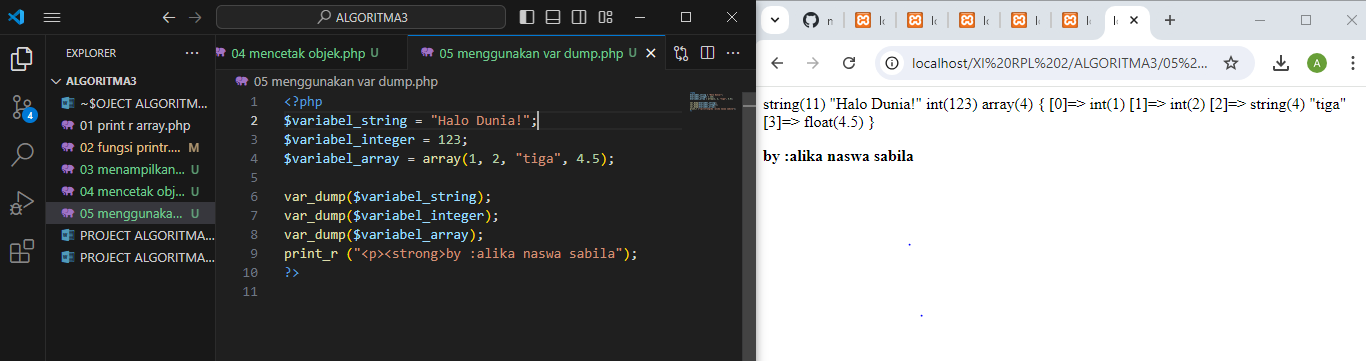 ALGORITMA3
EXPLORER
ALGORITMA3
~$OJECT ALGORITM...
01 print r array.php
02 fungsi printr.... M
03 menampilkan... U
04 mencetak obj... U
05 menggunaka... U
PROJECT ALGORITMA...
PROJECT ALGORITMA...
4
04 mencetak objek.php U
05 menggunakan var dump.php U
05 menggunakan var dump.php
1 <?php
2 $variabel_string = "Halo Dunia!";
3 $variabel_integer = 123;
4 $variabel_array = array(1, 2, "tiga", 4.5);
5
6 var_dump($variabel_string);
7 var_dump($variabel_integer);
8 var_dump($variabel_array);
9 print_r ("<p><strong>by :alika naswa sabila");
10 ?>
11
localhost/XI%20RPL%202/ALGORITMA3/05%2...
A
string(11) "Halo Dunia!" int(123) array(4) { [0]=> int(1) [1]=> int(2) [2]=> string(4) "tiga"
[3]=> float(4.5) }
by :alika naswa sabila